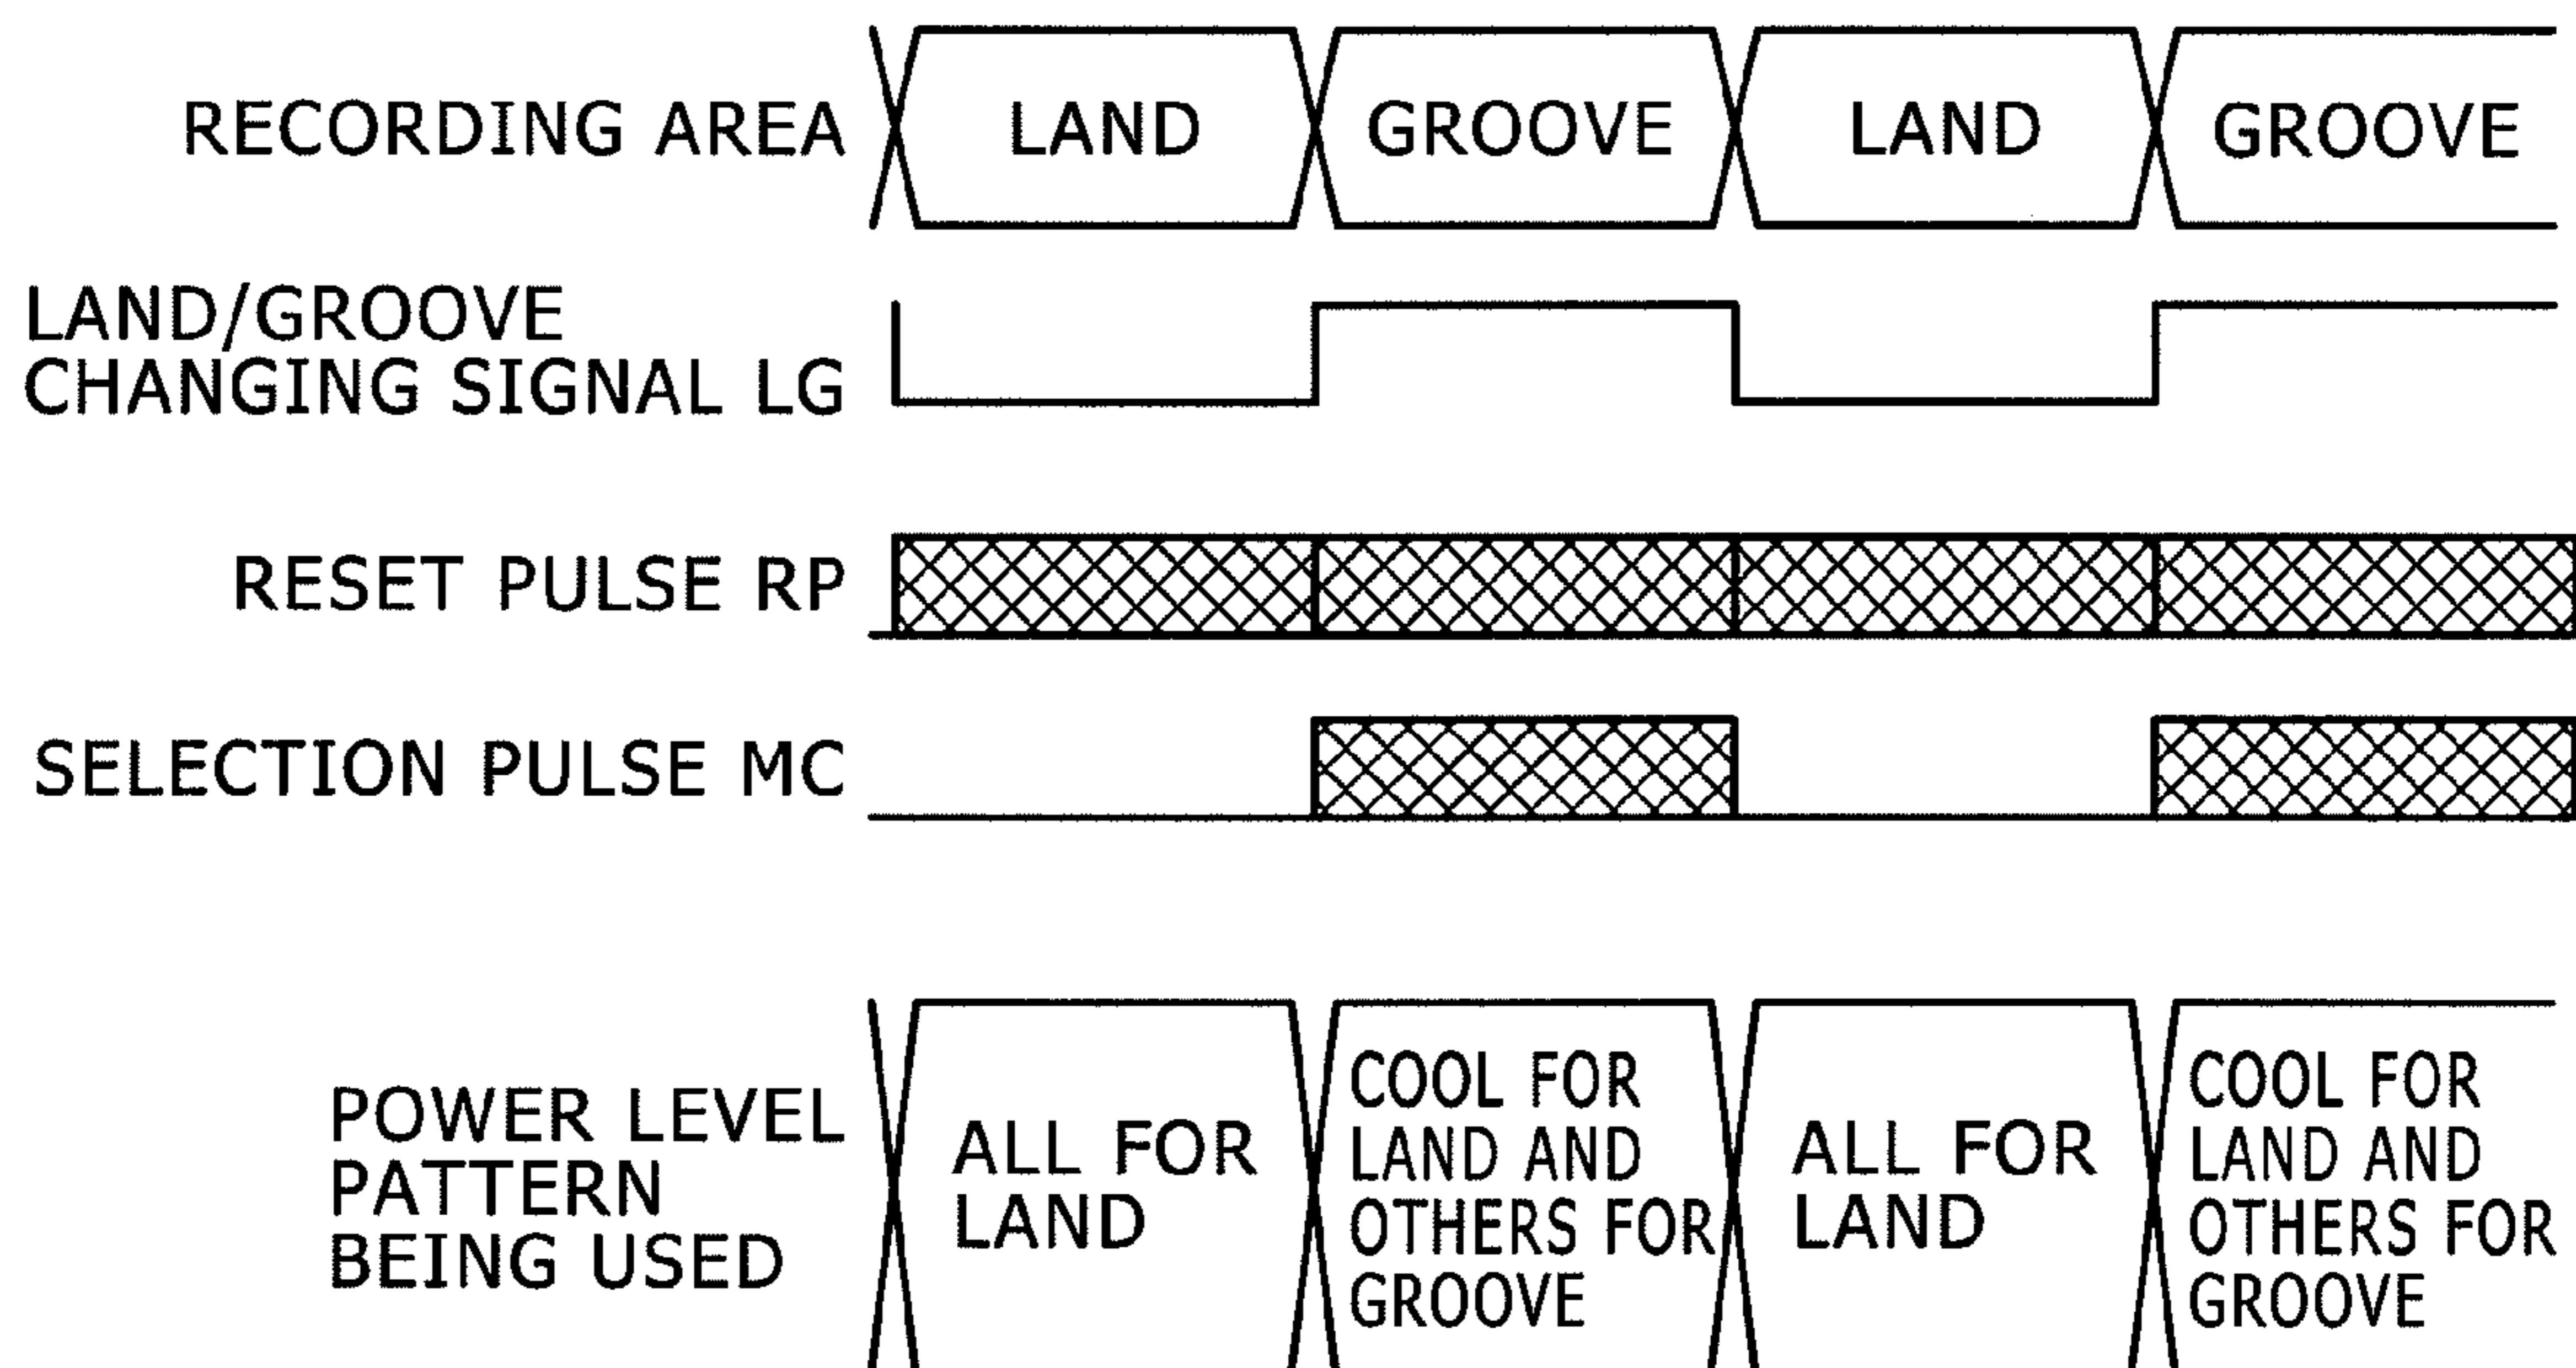 RECORDING AREA
LAND
GROOVE
LAND
GROOVE
LAND/GROOVE
CHANGING SIGNAL LG
RESET PULSE RP
SELECTION PULSE MC
POWER LEVEL
PATTERN
BEING USED
ALL FOR
LAND
COOL FOR
LAND AND
OTHERS FOR
GROOVE
ALL FOR
LAND
COOL FOR
LAND AND
OTHERS FOR
GROOVE